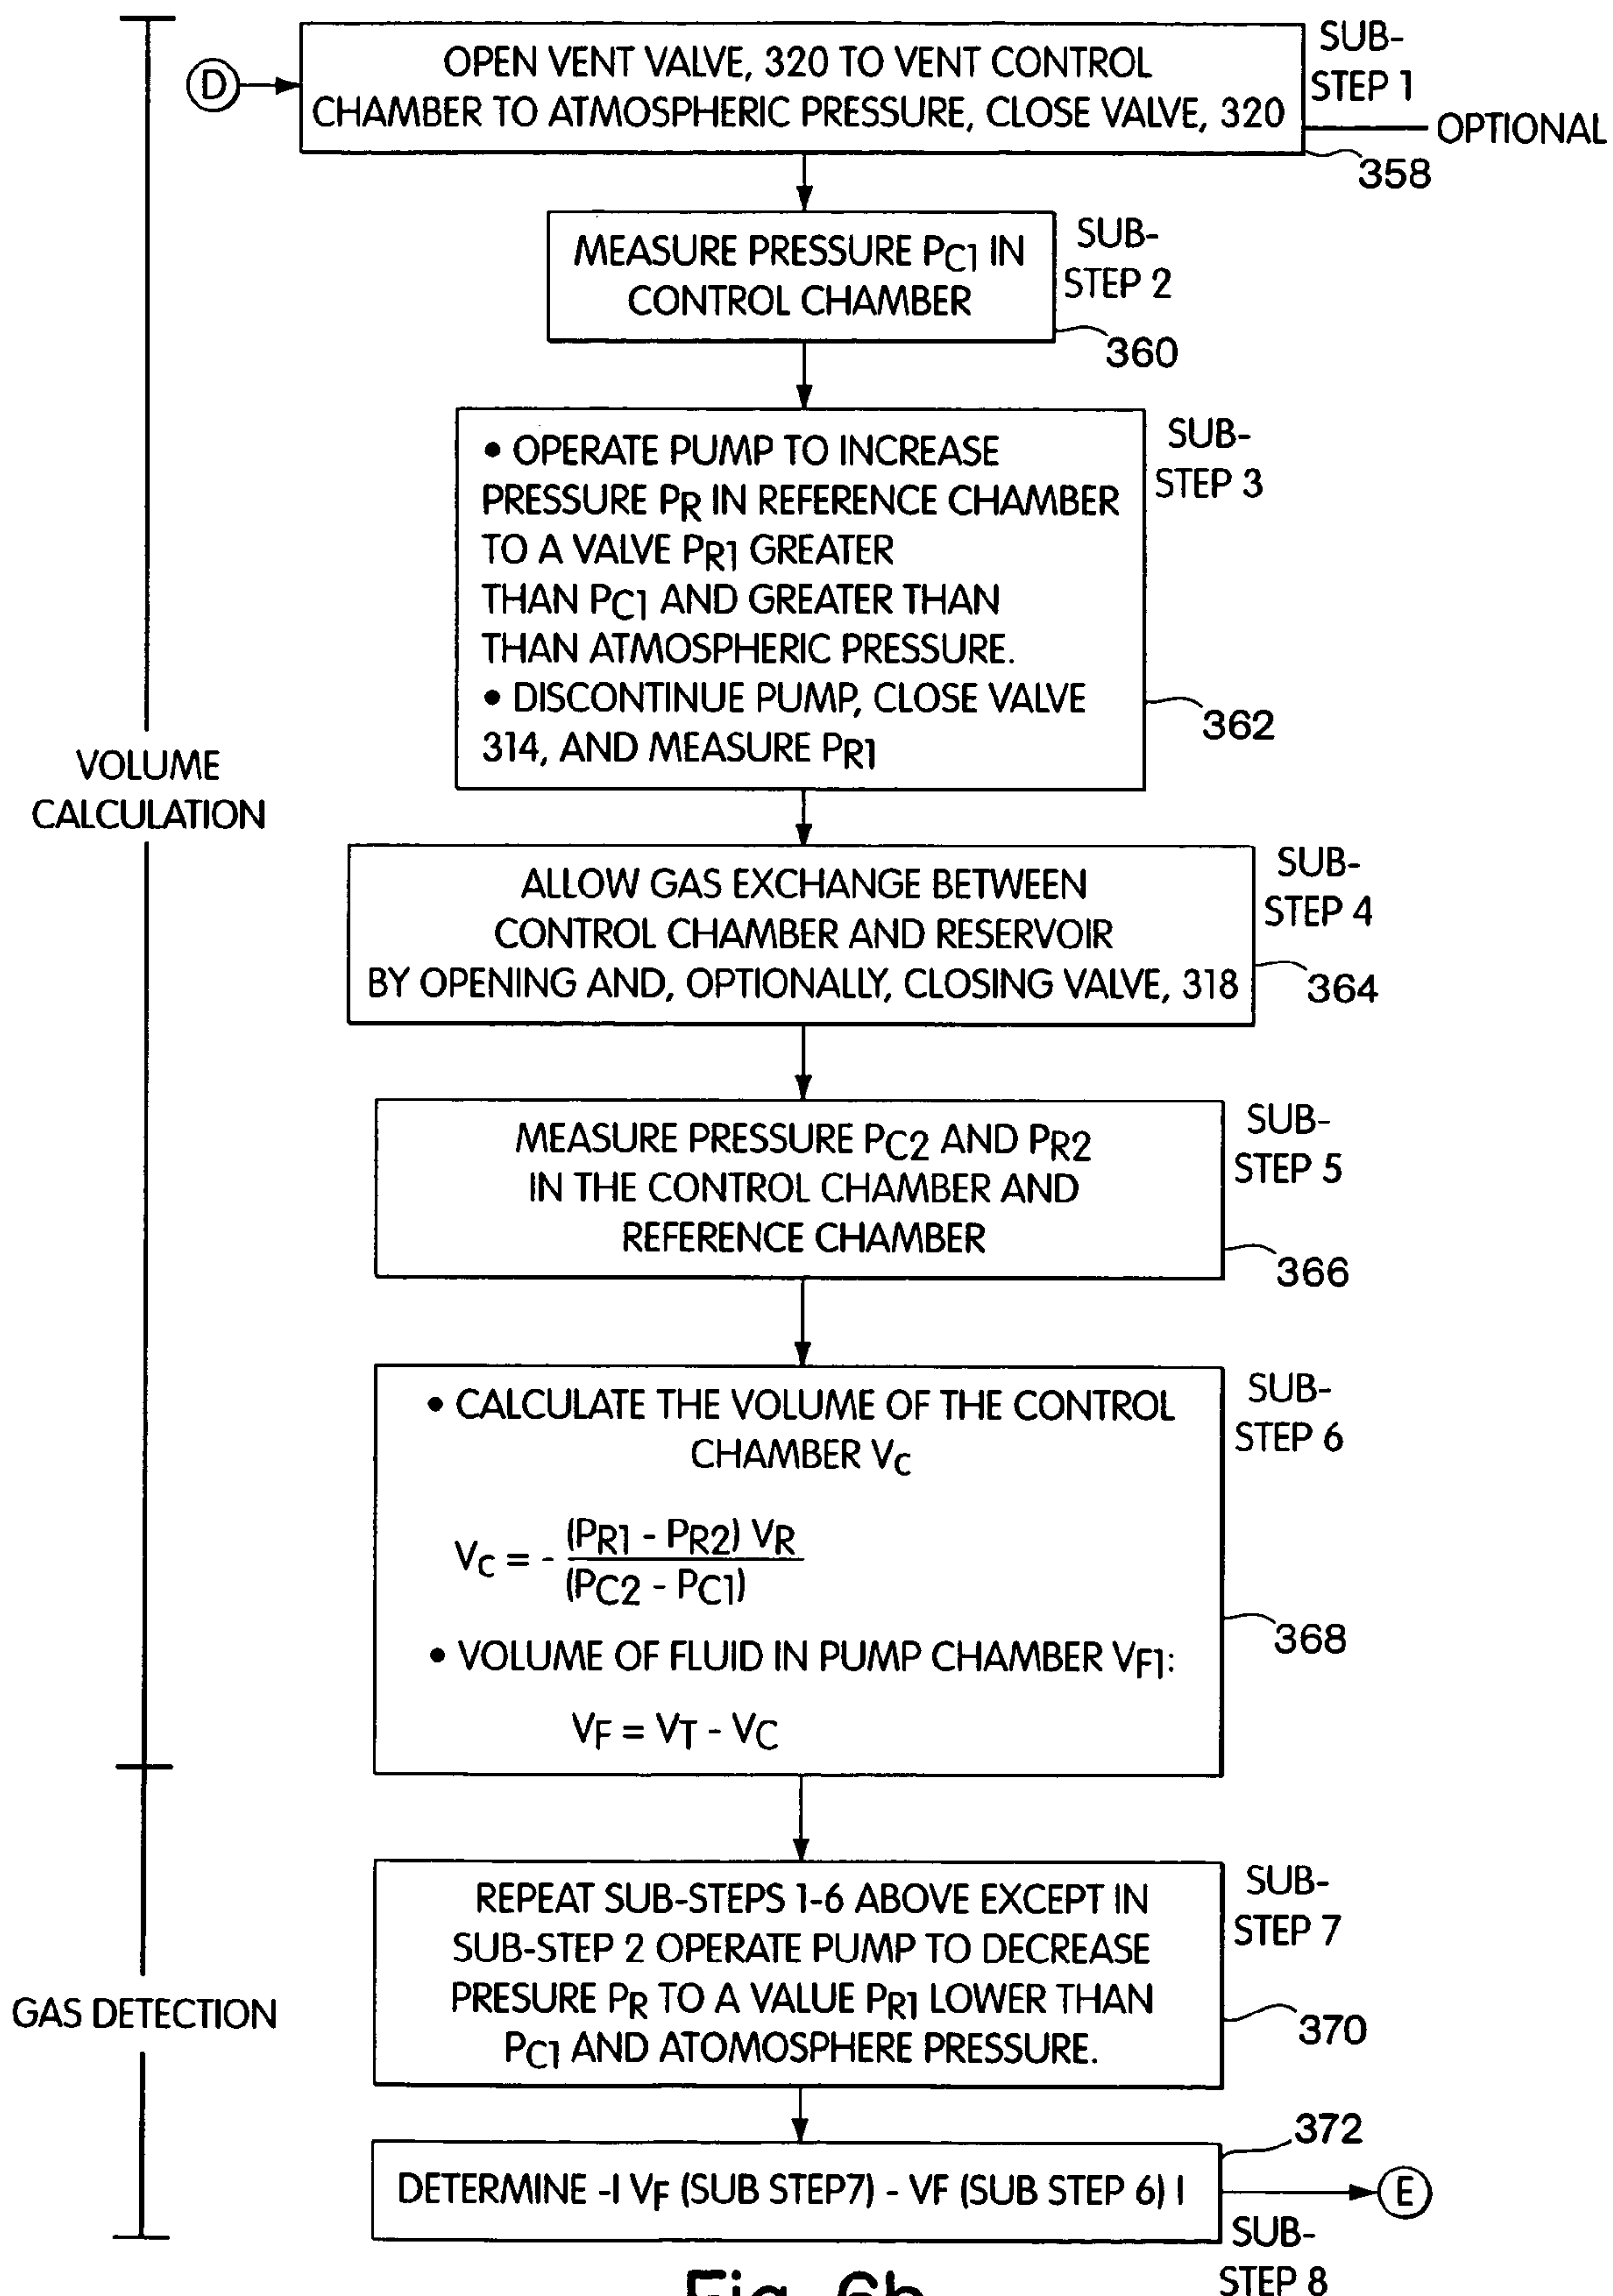 D
OPEN VENT VALVE, 320 TO VENT CONTROL
CHAMBER TO ATMOSPHERIC PRESSURE, CLOSE VALVE, 320
SUB-
STEP 1
OPTIONAL
358
MEASURE PRESSURE PC1 IN
CONTROL CHAMBER
SUB-
STEP 2
360
• OPERATE PUMP TO INCREASE
PRESSURE PR IN REFERENCE CHAMBER
TO A VALVE PR1 GREATER
THAN PC1 AND GREATER THAN
THAN ATMOSPHERIC PRESSURE.
• DISCONTINUE PUMP, CLOSE VALVE
314, AND MEASURE PR1
SUB-
STEP 3
362
VOLUME
CALCULATION
ALLOW GAS EXCHANGE BETWEEN
CONTROL CHAMBER AND RESERVOIR
BY OPENING AND, OPTIONALLY, CLOSING VALVE, 318
SUB-
STEP 4
364
MEASURE PRESSURE PC2 AND PR2
IN THE CONTROL CHAMBER AND
REFERENCE CHAMBER
SUB-
STEP 5
366
• CALCULATE THE VOLUME OF THE CONTROL
CHAMBER VC
VC = - (PR1 - PR2) VR
(PC2 - PC1)
• VOLUME OF FLUID IN PUMP CHAMBER VF1:
VF = VT - VC
SUB-
STEP 6
368
REPEAT SUB-STEPS 1-6 ABOVE EXCEPT IN
SUB-STEP 2 OPERATE PUMP TO DECREASE
PRESURE PR TO A VALUE PR1 LOWER THAN
PC1 AND ATOMOSPHERE PRESSURE.
SUB-
STEP 7
370
GAS DETECTION
DETERMINE -I VF (SUB STEP7) - VF (SUB STEP 6) I
372
E
SUB-
STEP 8
Fig. 6b